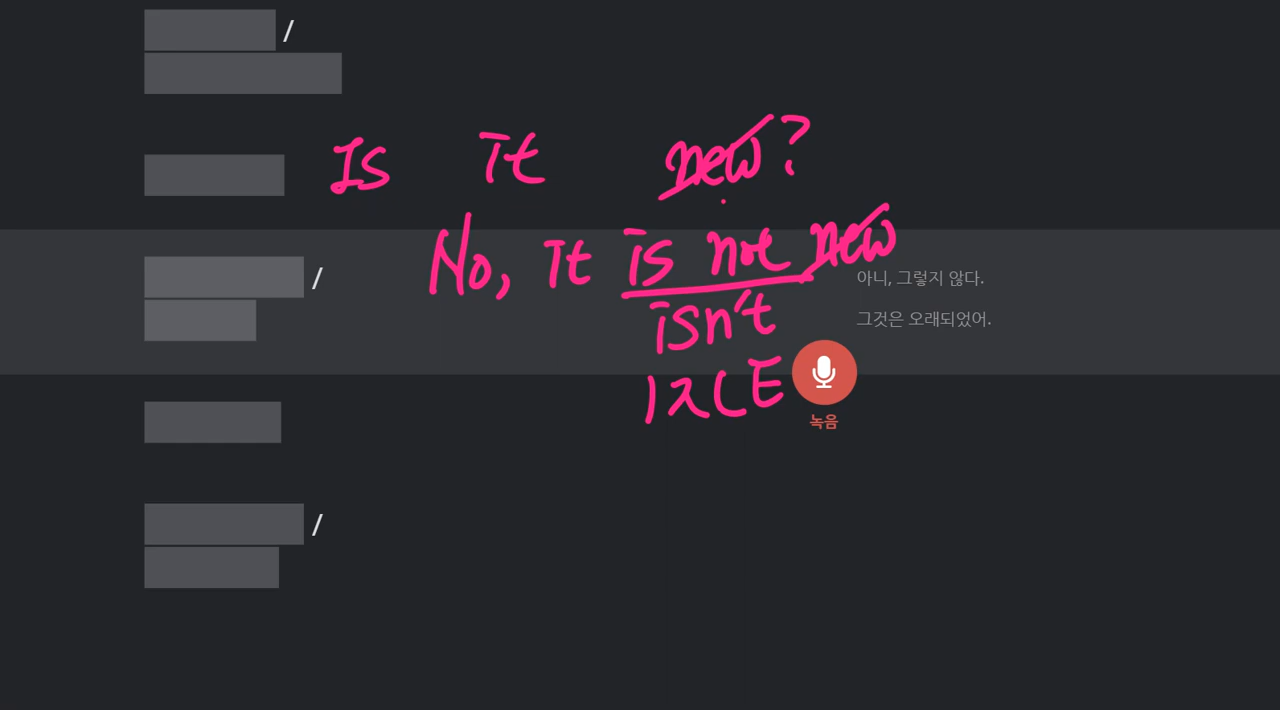 /
Is it new?
No, It is not new
/
아니, 그렇지 않다.
그것은 오래되었어.
isn't
녹음
/